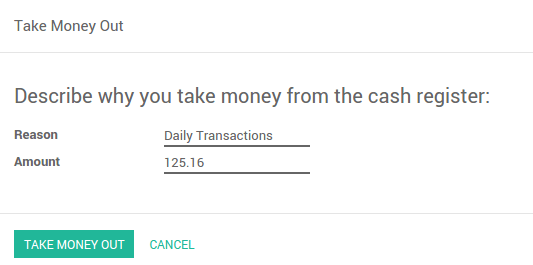 Take Money Out
Describe why you take money from the cash register:
Reason Daily Transactions
Amount 125.16
TAKE MONEY OUT CANCEL